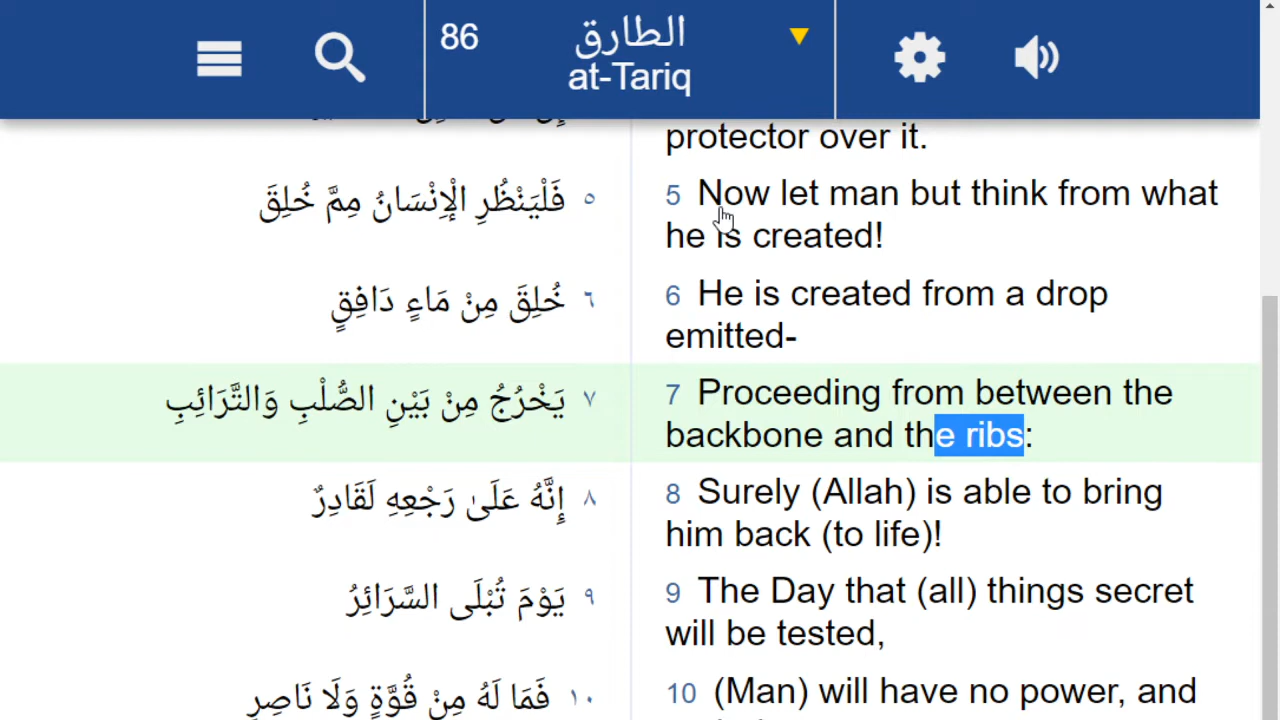 86
الطارق
at-Tariq
protector over it.
فَلْيَنْظُرِ الْإِنْسَانُ مِمَّ خُلِقَ ٥
5 Now let man but think from what
he is created!
خُلِقَ مِنْ مَاءٍ دَافِقٍ ٦
6 He is created from a drop
emitted-
يَخْرُجُ مِنْ بَيْنِ الصُّلْبِ وَالتَّرَائِبِ ٧
7 Proceeding from between the
backbone and the ribs:
إِنَّهُ عَلَىٰ رَجْعِهِ لَقَادِرٌ ٨
8 Surely (Allah) is able to bring
him back (to life)!
يَوْمَ تُبْلَى السَّرَائِرُ ٩
9 The Day that (all) things secret
will be tested,
فَمَا لَهُ مِنْ قُوَّةٍ وَلَا نَاصِرٍ ١٠
10 (Man) will have no power, and